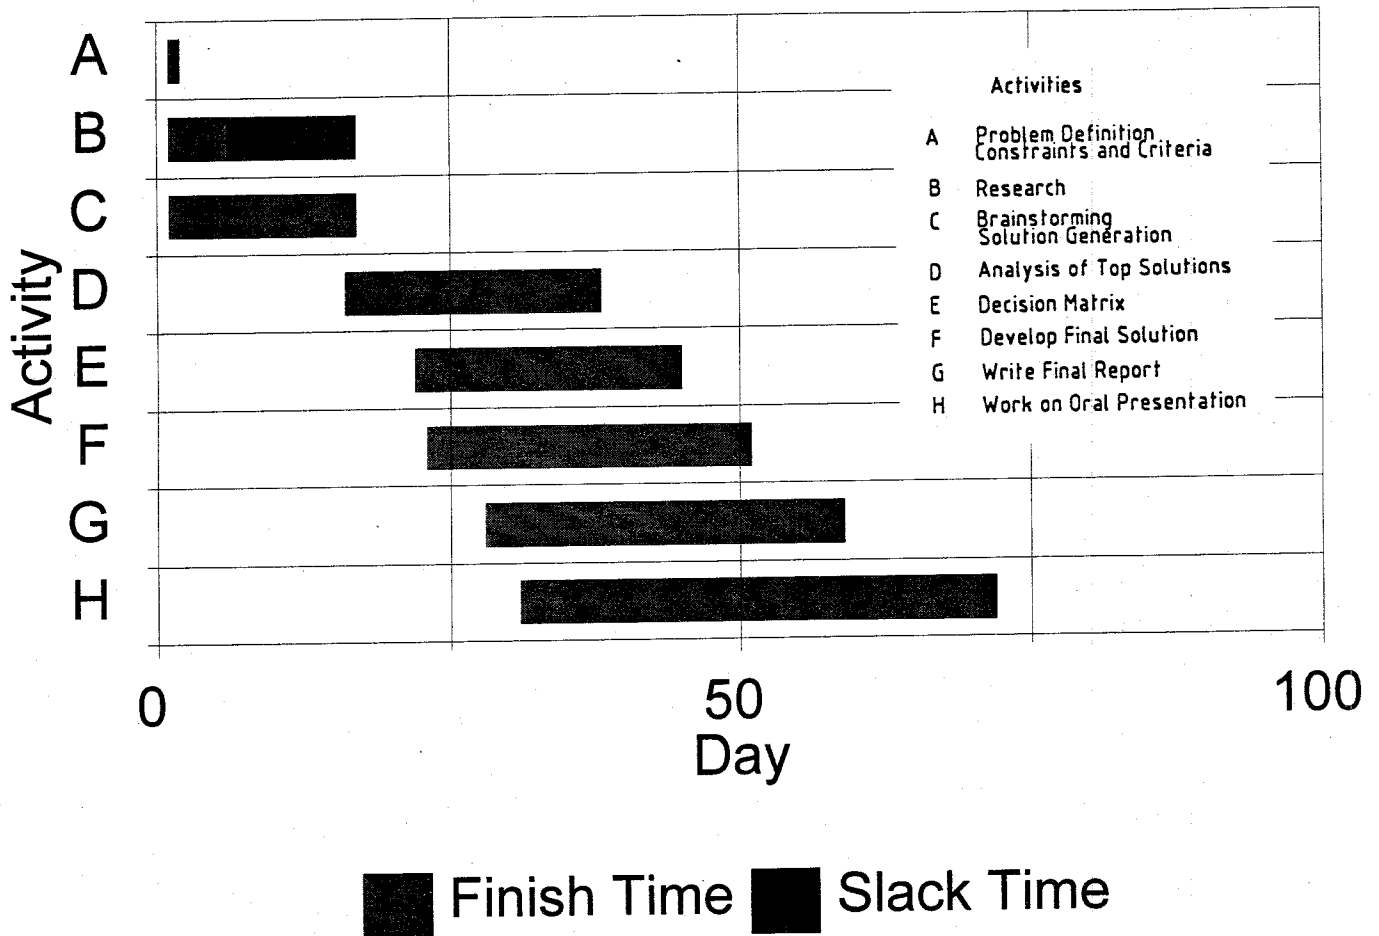 Activity
A
B
C
D
E
F
G
H
Activities
A Problem Definition
Constraints and Criteria
B Research
C Brainstorming
Solution Generation
D Analysis of Top Solutions
E Decision Matrix
F Develop Final Solution
G Write Final Report
H Work on Oral Presentation
0 50 100
Day
Finish Time Slack Time